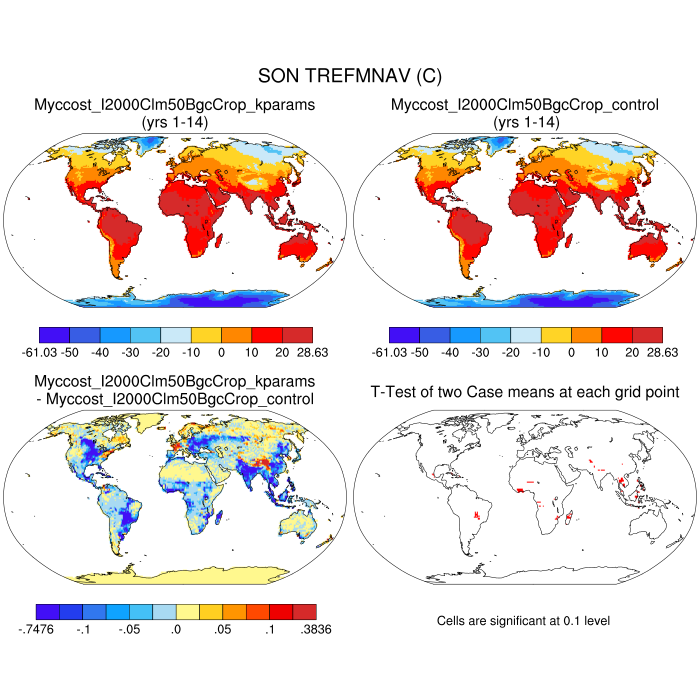 SON TREFMNAV (C)
Myccost_I2000Clm50BgcCrop_kparams
(yrs 1-14)
Myccost_I2000Clm50BgcCrop_control
(yrs 1-14)
-61.03 -50 -40 -30 -20 -10 0 10 20 28.63
-61.03 -50 -40 -30 -20 -10 0 10 20 28.63
Myccost_I2000Clm50BgcCrop_kparams
- Myccost_I2000Clm50BgcCrop_control
T-Test of two Case means at each grid point
-.7476 -.1 -.05 .0 .05 .1 .3836
Cells are significant at 0.1 level